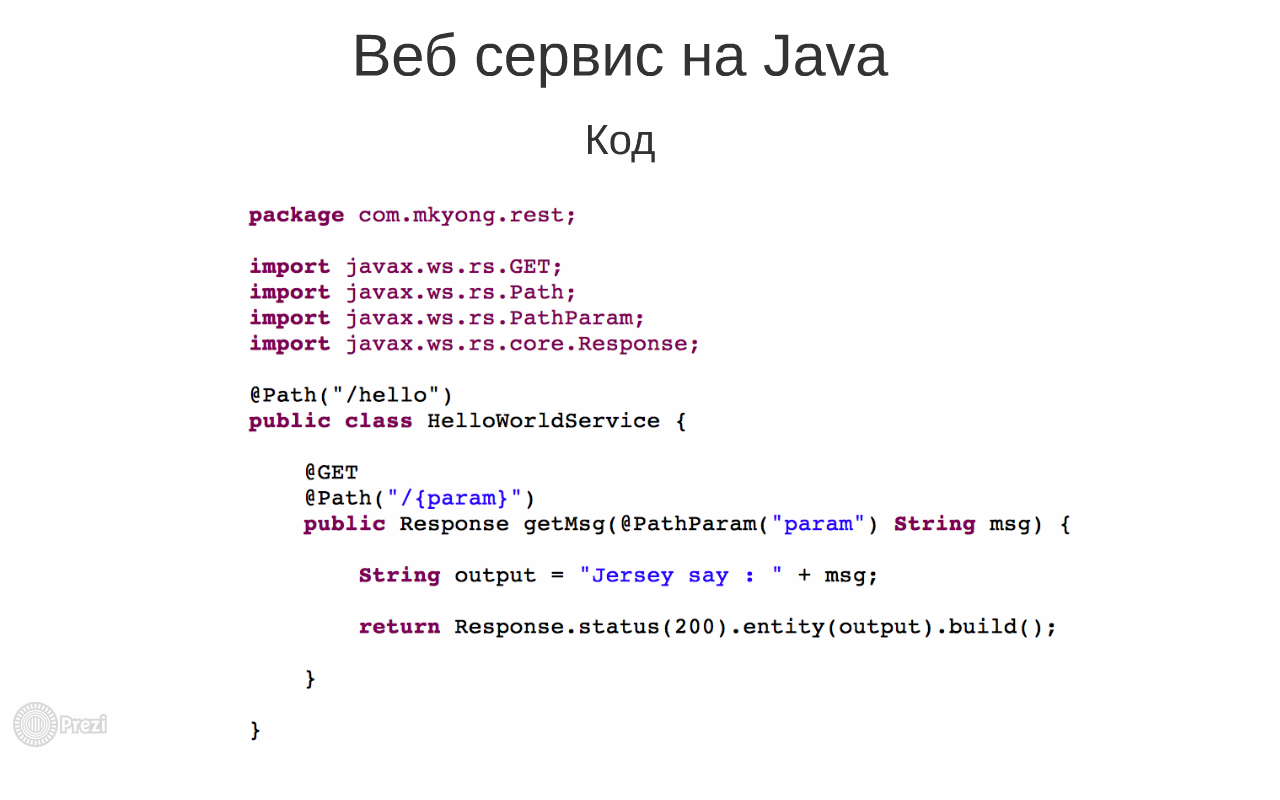 Веб сервис на Java
Код
package com.mkyong.rest;
import javax.ws.rs.GET;
import javax.ws.rs.Path;
import javax.ws.rs.PathParam;
import javax.ws.rs.core.Response;
@Path("/hello")
public class HelloWorldService {
@GET
@Path("/{param}")
public Response getMsg(@PathParam("param") String msg) {
String output = "Jersey say : " + msg;
return Response.status(200).entity(output).build();
}
}
Prezi